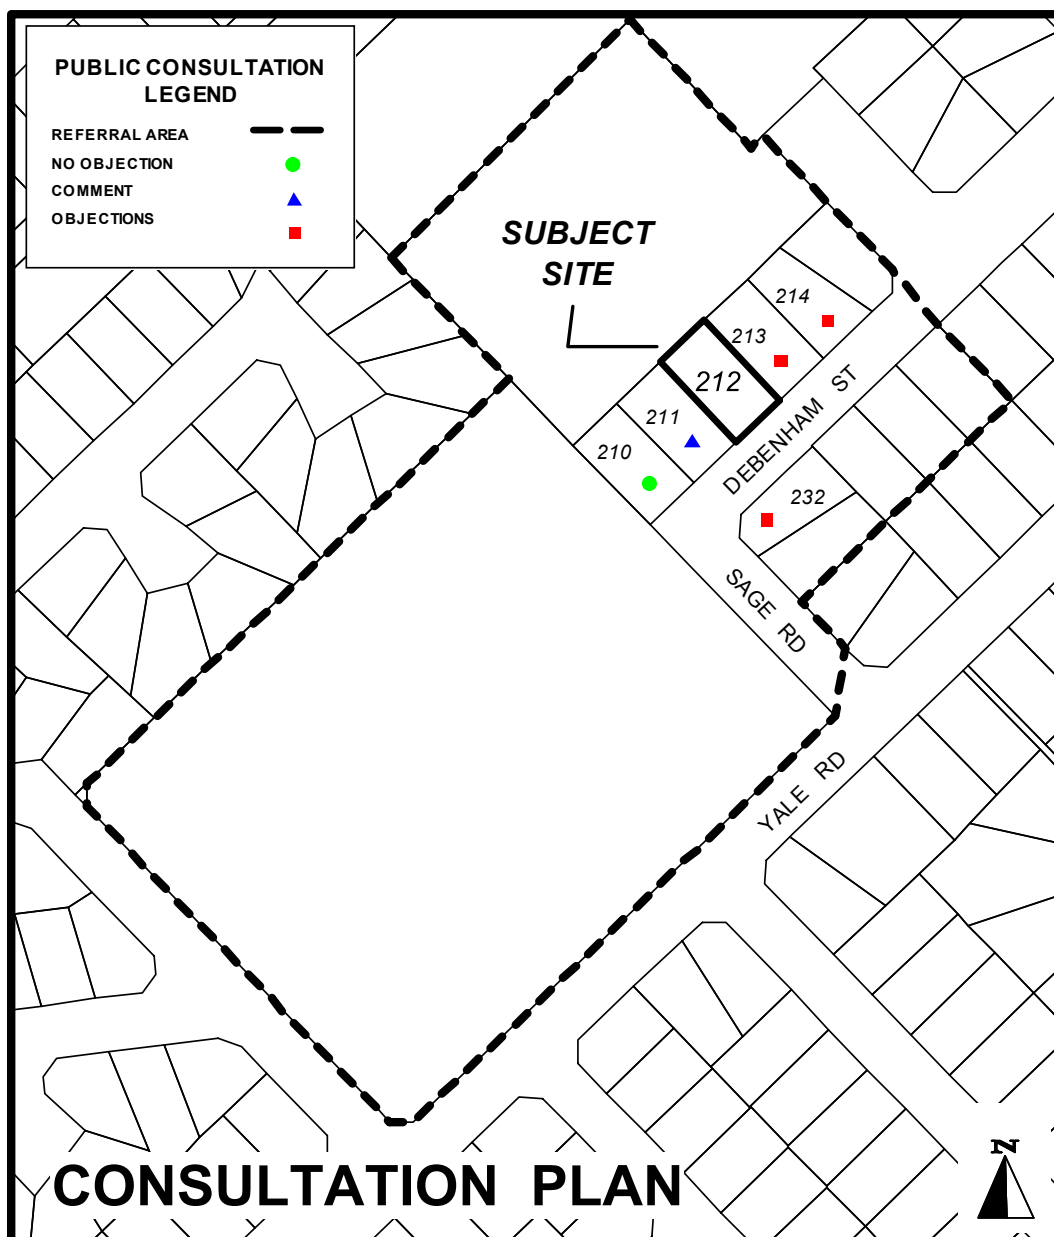 PUBLIC CONSULTATION
LEGEND
REFERRAL AREA
NO OBJECTION
COMMENT
OBJECTIONS
SUBJECT
SITE
214
213
212
211
210
232
DEBENHAM ST
SAGE RD
YALE RD
CONSULTATION PLAN
N